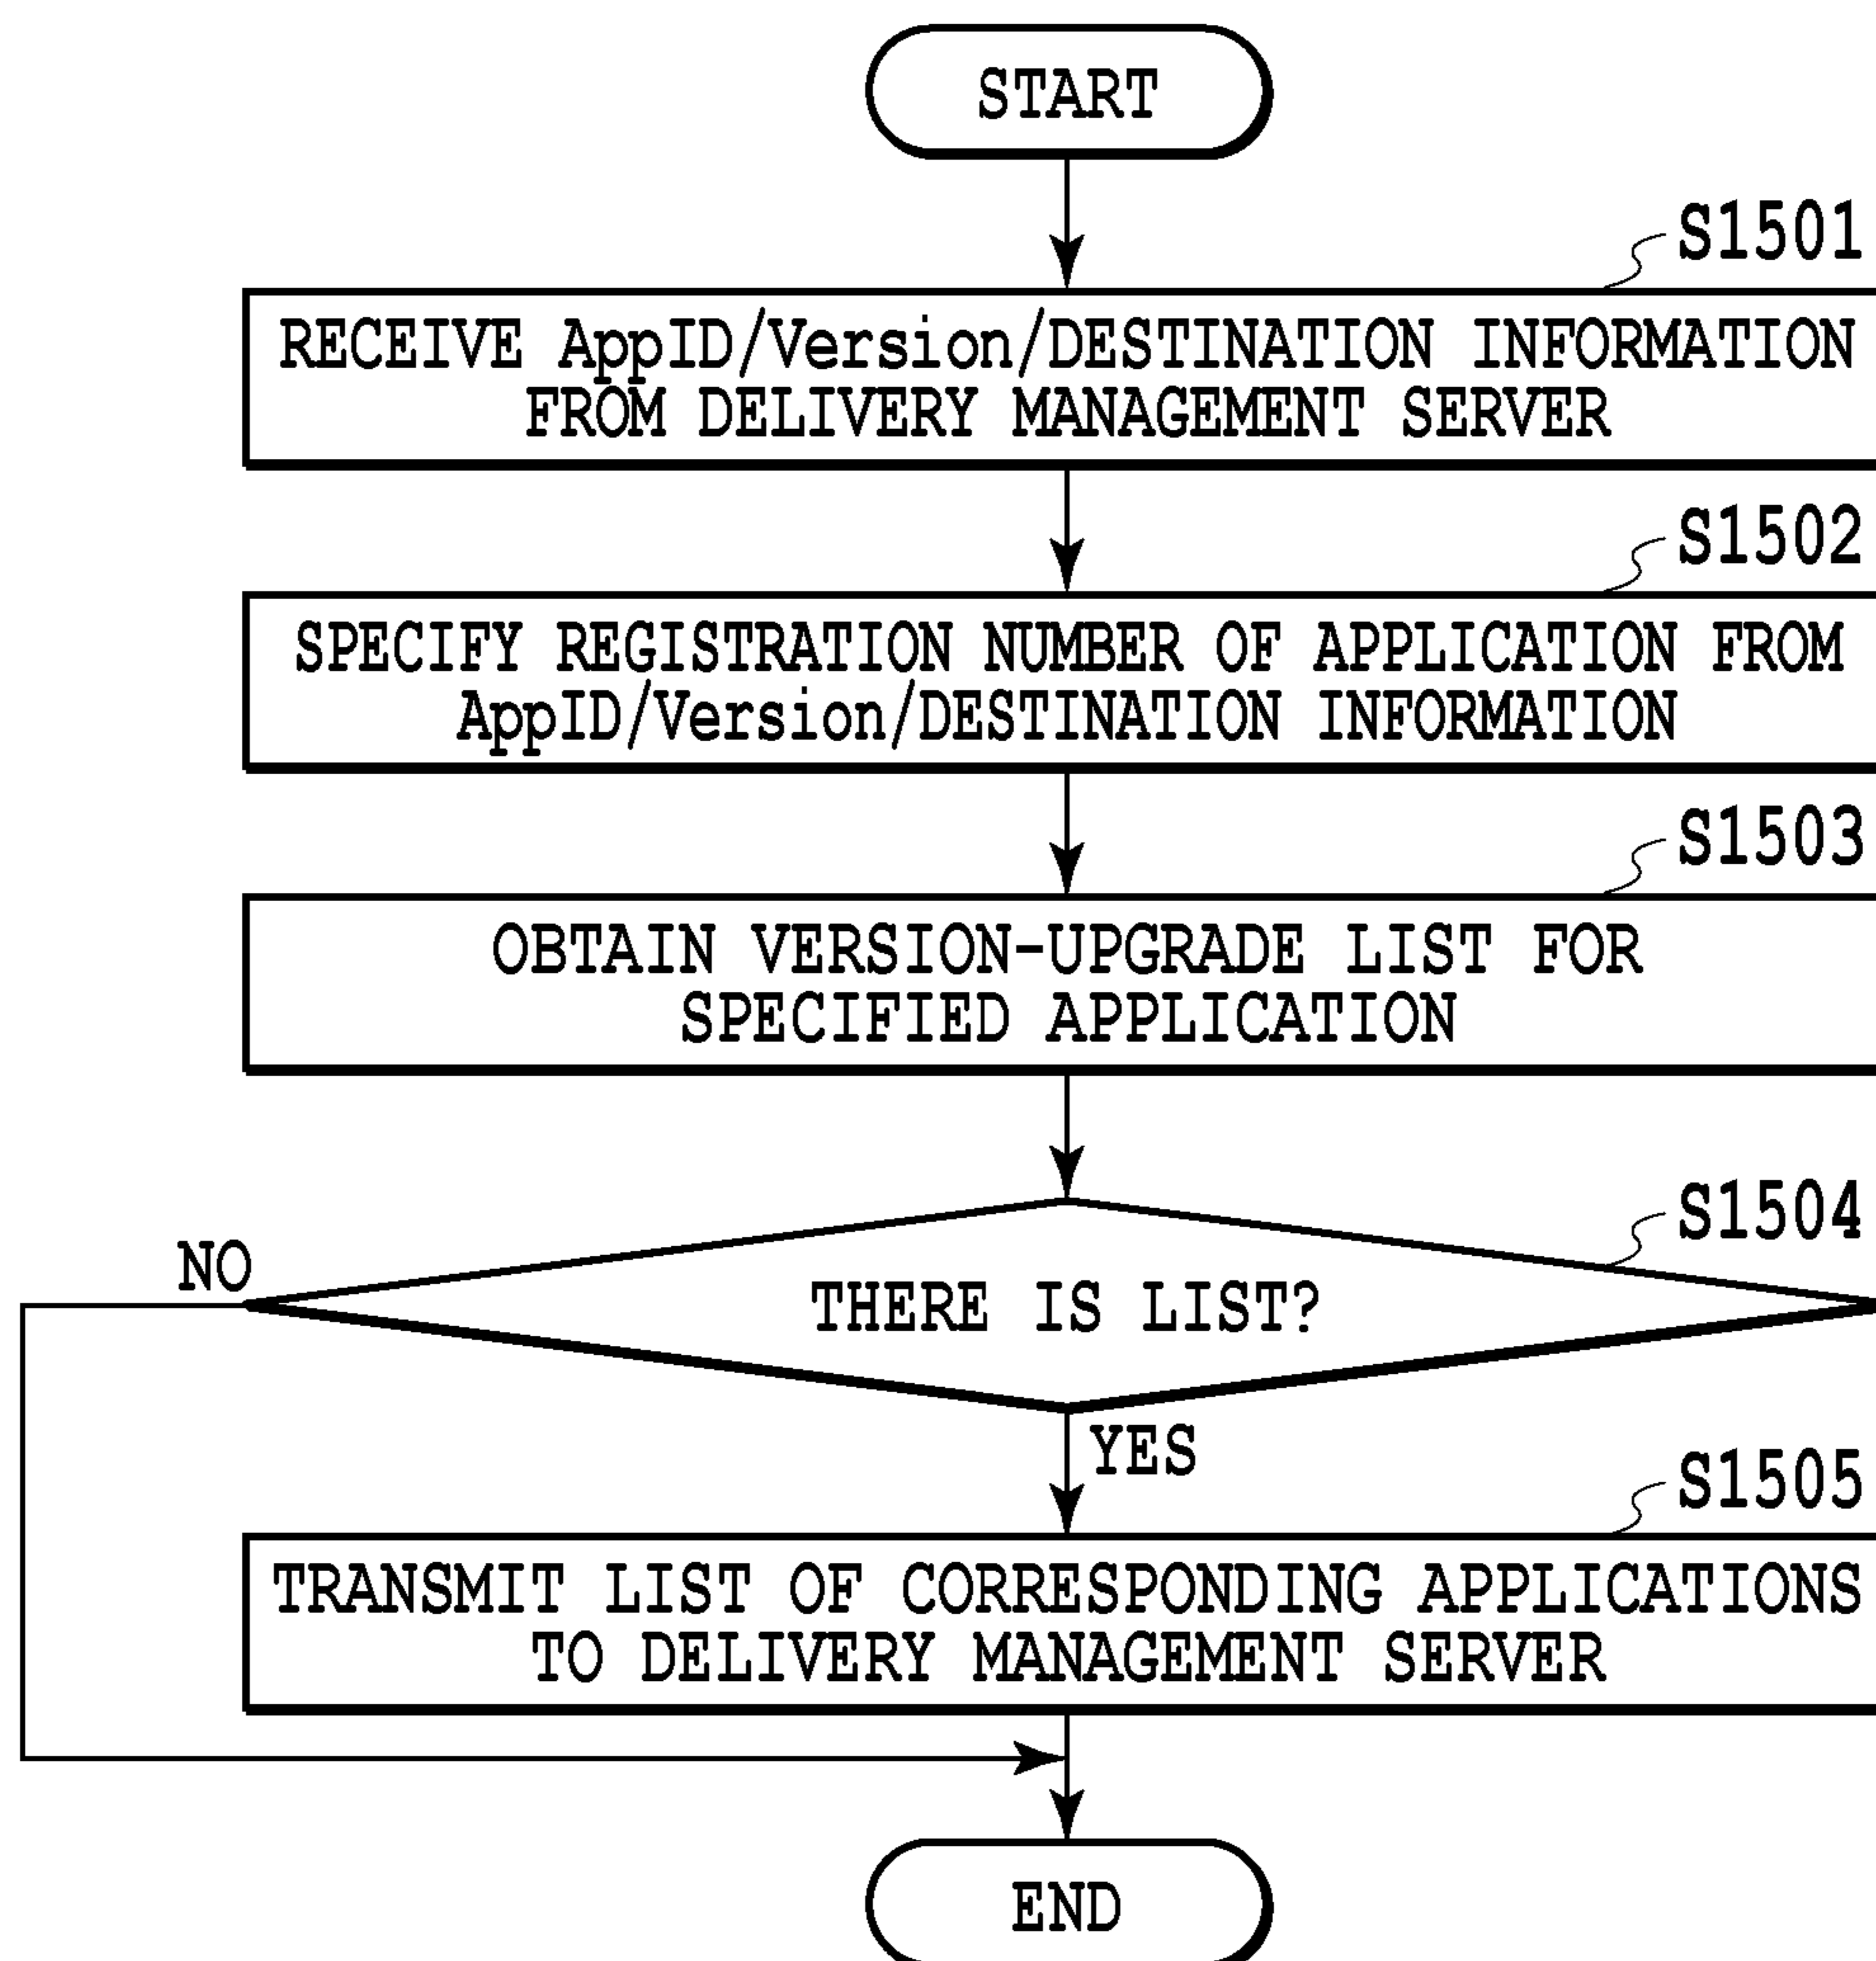 START
S1501
RECEIVE AppID/Version/DESTINATION INFORMATION
FROM DELIVERY MANAGEMENT SERVER
S1502
SPECIFY REGISTRATION NUMBER OF APPLICATION FROM
AppID/Version/DESTINATION INFORMATION
S1503
OBTAIN VERSION-UPGRADE LIST FOR
SPECIFIED APPLICATION
S1504
NO
THERE IS LIST?
YES
S1505
TRANSMIT LIST OF CORRESPONDING APPLICATIONS
TO DELIVERY MANAGEMENT SERVER
END